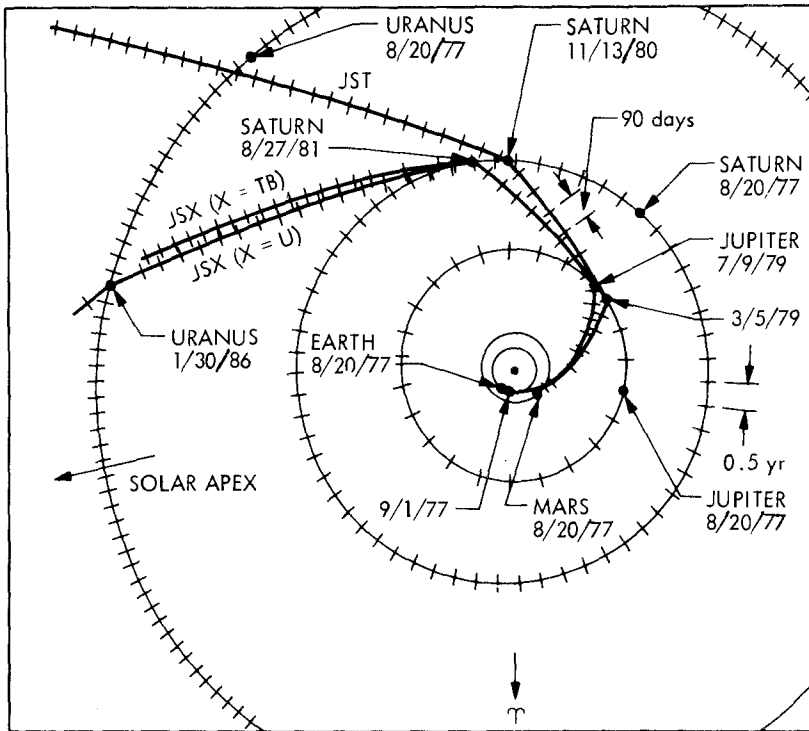 URANUS
8/20/77
SATURN
11/13/80
JST
90 days
SATURN
8/27/81
SATURN
8/20/77
JSX (X = TB)
JSX (X = U)
JUPITER
7/9/79
3/5/79
URANUS
1/30/86
EARTH
8/20/77
0.5 yr
SOLAR APEX
9/1/77
MARS
8/20/77
JUPITER
8/20/77
♈